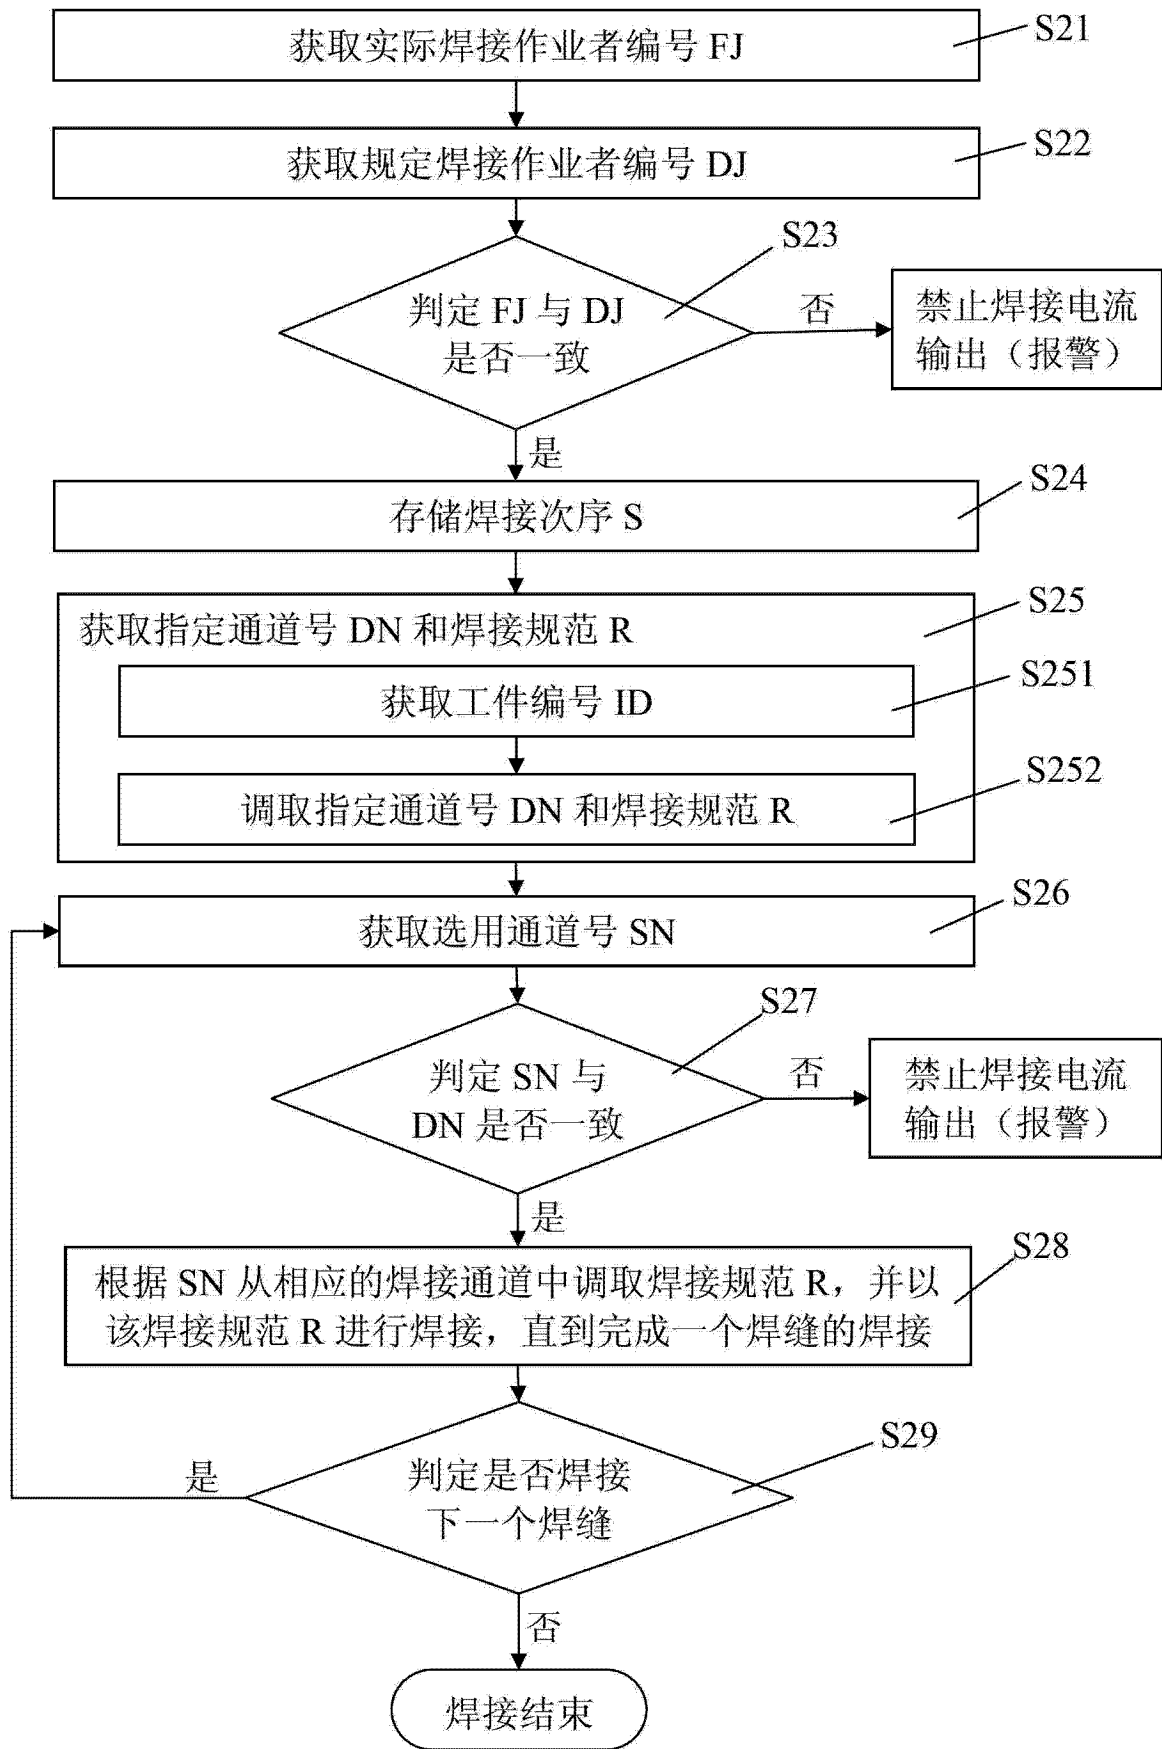 获取实际焊接作业者编号 FJ
S21
获取规定焊接作业者编号 DJ
S22
S23
判定 FJ 与 DJ
是否一致
否
禁止焊接电流
输出（报警）
是
存储焊接次序 S
S24
S25
获取指定通道号 DN 和焊接规范 R
获取工件编号 ID
S251
调取指定通道号 DN 和焊接规范 R
S252
获取选用通道号 SN
S26
S27
判定 SN 与
DN 是否一致
否
禁止焊接电流
输出（报警）
是
S28
根据 SN 从相应的焊接通道中调取焊接规范 R，并以
该焊接规范 R 进行焊接，直到完成一个焊缝的焊接
S29
是
判定是否焊接
下一个焊缝
否
焊接结束